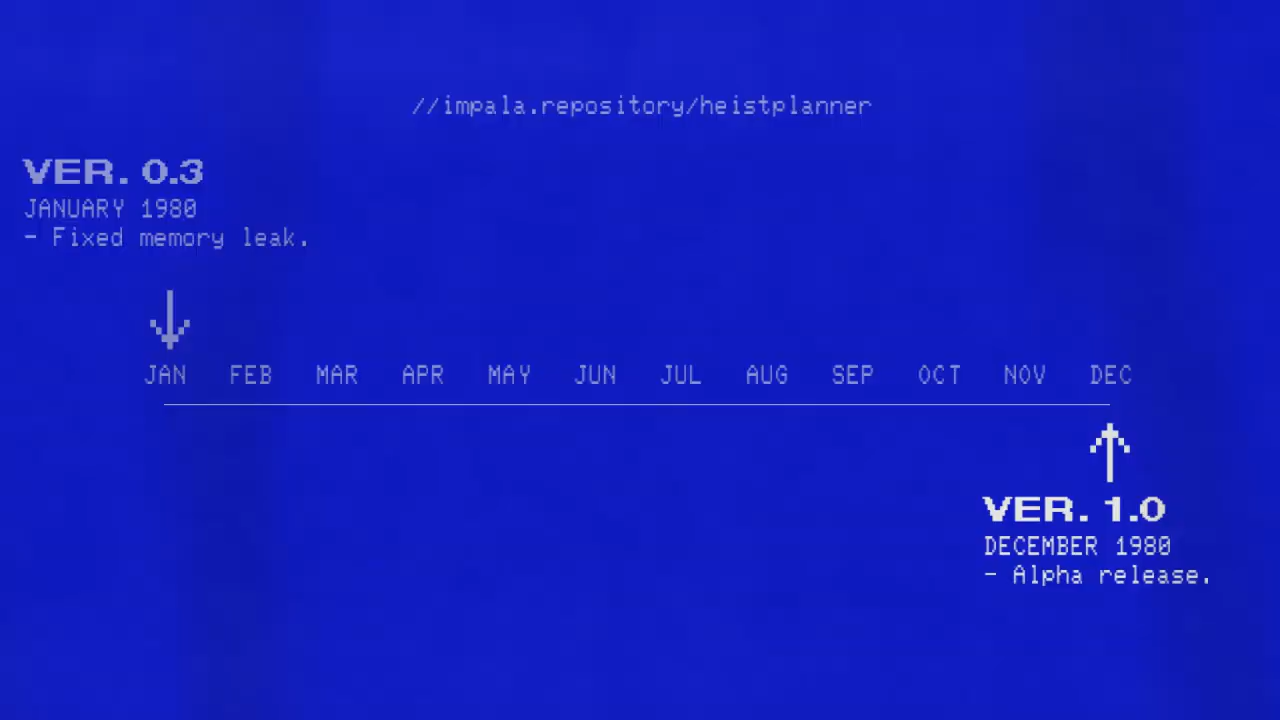 //impala.repository/heistplanner
VER. 0.3
JANUARY 1980
- Fixed memory leak.
JAN FEB MAR APR MAY JUN JUL AUG SEP OCT NOV DEC
VER. 1.0
DECEMBER 1980
- Alpha release.